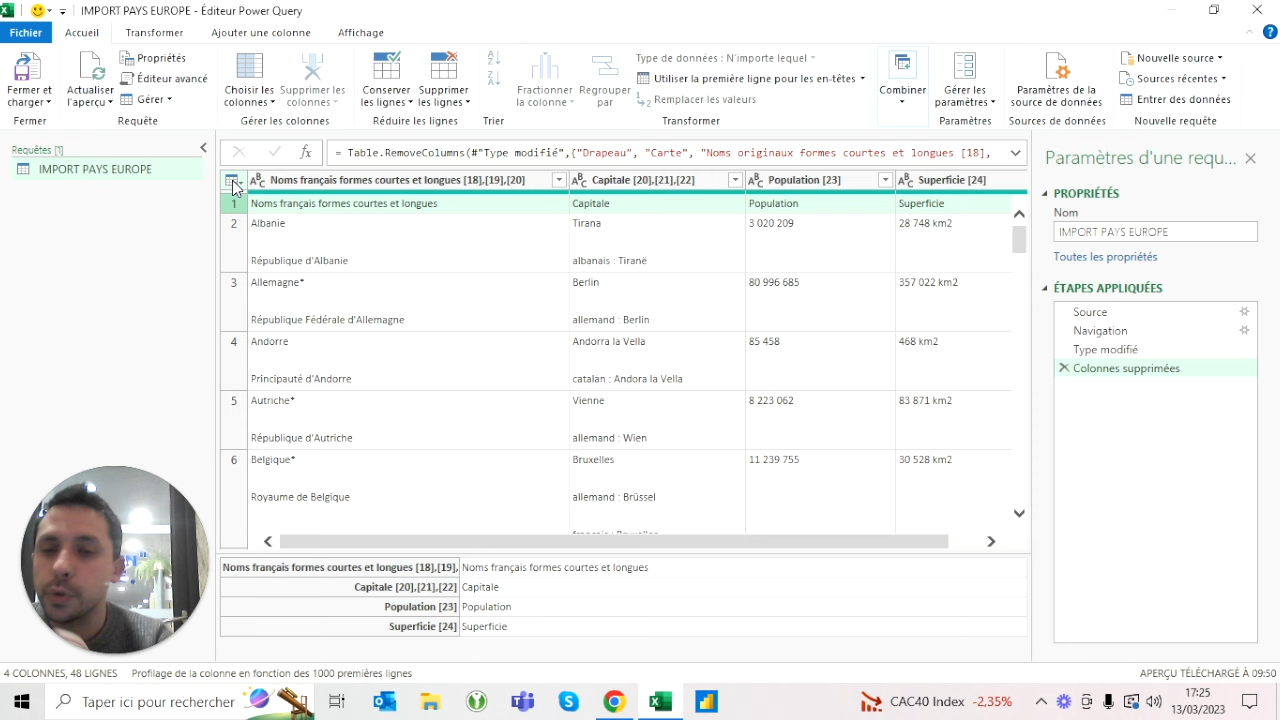 IMPORT PAYS EUROPE - Éditeur Power Query
Fichier Accueil Transformer Ajouter une colonne Affichage
Fermer et charger
Fermer
Actualiser l'aperçu
Propriétés
Éditeur avancé
Gérer
Requête
Choisir les colonnes
Supprimer les colonnes
Gérer les colonnes
Conserver les lignes
Supprimer les lignes
Réduire les lignes
Trier
Fractionner la colonne
Regrouper par
Type de données : N'importe lequel
Utiliser la première ligne pour les en-têtes
Remplacer les valeurs
Transformer
Combiner
Gérer les paramètres
Paramètres
Paramètres de la source de données
Sources de données
Nouvelle source
Sources récentes
Entrer des données
Nouvelle requête
Requêtes [1]
IMPORT PAYS EUROPE
fx = Table.RemoveColumns(#"Type modifié",{"Drapeau", "Carte", "Noms originaux formes courtes et longues [18],
Noms français formes courtes et longues [18],[19],[20] Capitale [20],[21],[22] Population [23] Superficie [24]
1 Noms français formes courtes et longues Capitale Population Superficie
2 Albanie Tirana 3 020 209 28 748 km2
République d'Albanie albanais : Tiranë
3 Allemagne* Berlin 80 996 685 357 022 km2
République Fédérale d'Allemagne allemand : Berlin
4 Andorre Andorra la Vella 85 458 468 km2
Principauté d'Andorre catalan : Andora la Vella
5 Autriche* Vienne 8 223 062 83 871 km2
République d'Autriche allemand : Wien
6 Belgique* Bruxelles 11 239 755 30 528 km2
Royaume de Belgique allemand : Brüssel
Noms français formes courtes et longues [18],[19], Noms français formes courtes et longues
Capitale [20],[21],[22] Capitale
Population [23] Population
Superficie [24] Superficie
Paramètres d'une requ...
PROPRIÉTÉS
Nom
IMPORT PAYS EUROPE
Toutes les propriétés
ÉTAPES APPLIQUÉES
Source
Navigation
Type modifié
Colonnes supprimées
4 COLONNES, 48 LIGNES Profilage de la colonne en fonction des 1000 premières lignes APERÇU TÉLÉCHARGÉ À 09:50
Taper ici pour rechercher
CAC40 Index -2,35%
17:25
13/03/2023